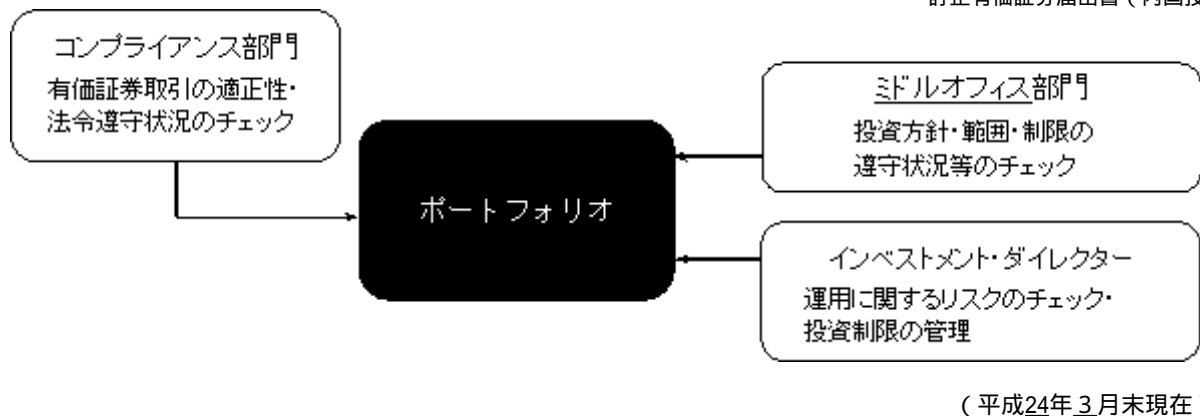 コンプライアンス部門
有価証券取引の適正性・
法令遵守状況のチェック
ミドルオフィス部門
投資方針・範囲・制限の
遵守状況等のチェック
ポートフォリオ
インベストメント・ダイレクター
運用に関するリスクのチェック・
投資制限の管理
(平成24年3月末現在